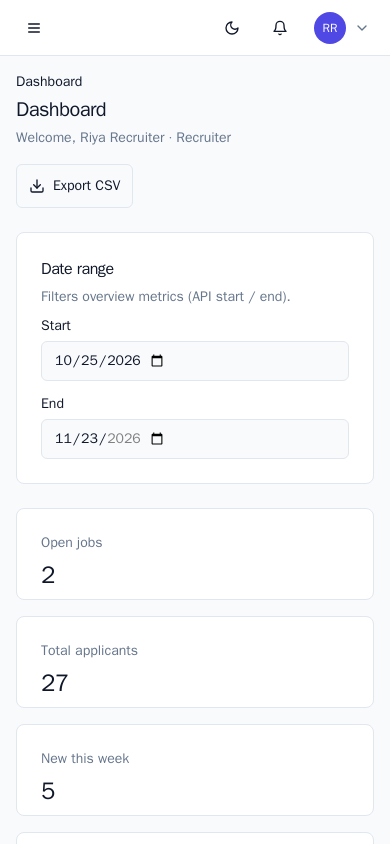 RR
Dashboard
Dashboard
Welcome, Riya Recruiter · Recruiter
Export CSV
Date range
Filters overview metrics (API start / end).
Start
10/25/2026
End
11/23/2026
Open jobs
2
Total applicants
27
New this week
5